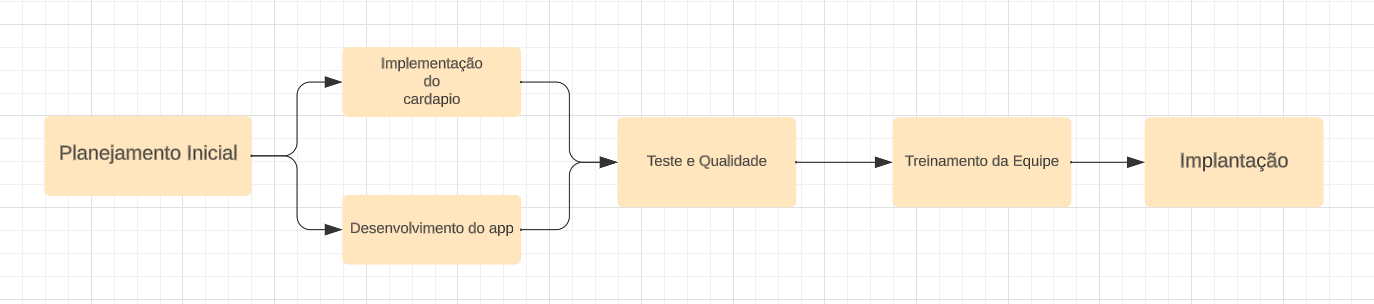 Planejamento Inicial
Implementação
do
cardapio
Desenvolvimento do app
Teste e Qualidade
Treinamento da Equipe
Implantação